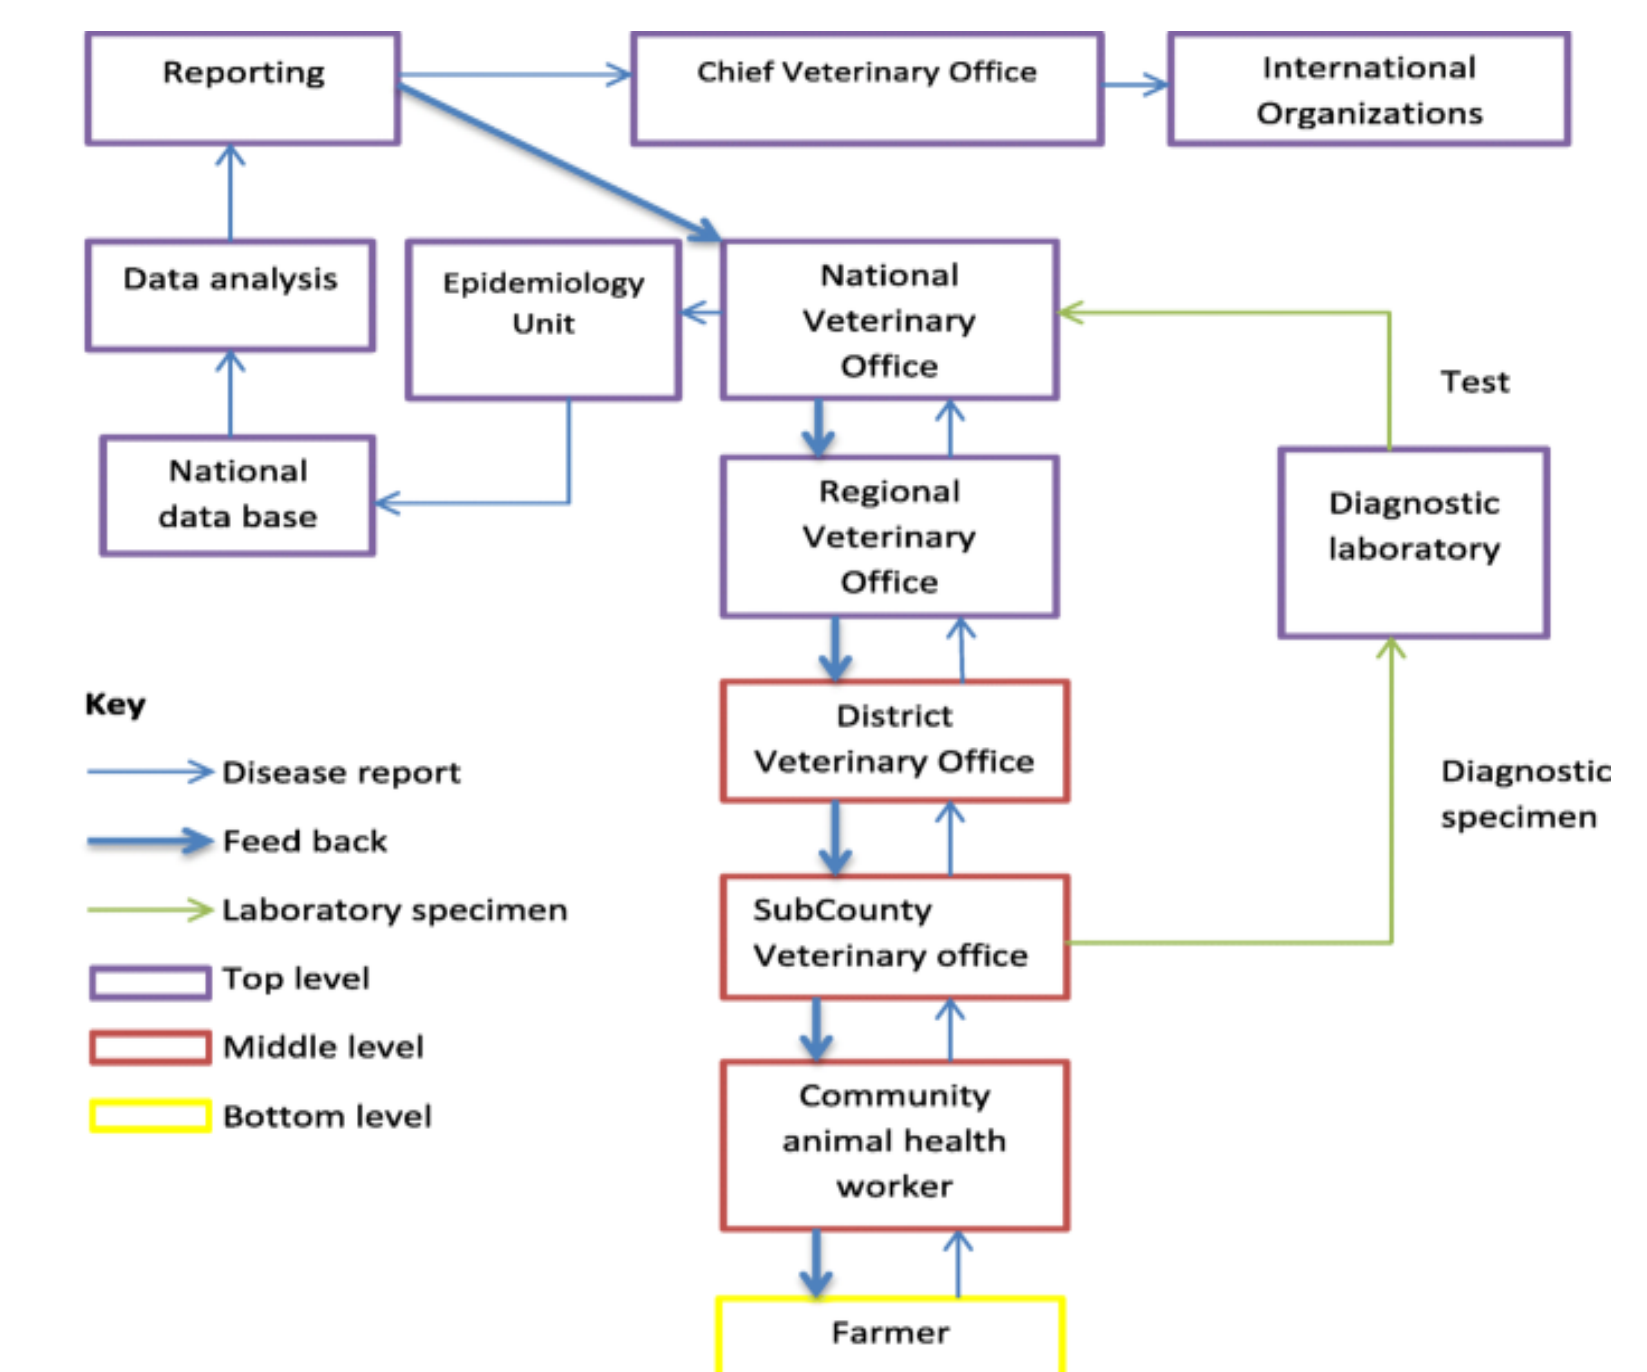 Reporting
Chief Veterinary Office
International
Organizations
Data analysis
Epidemiology
Unit
National
Veterinary
Office
Test
National
data base
Regional
Veterinary
Office
Diagnostic
laboratory
Key
Disease report
Feed back
Laboratory specimen
Top level
Middle level
Bottom level
District
Veterinary Office
Diagnostic
specimen
SubCounty
Veterinary office
Community
animal health
worker
Farmer